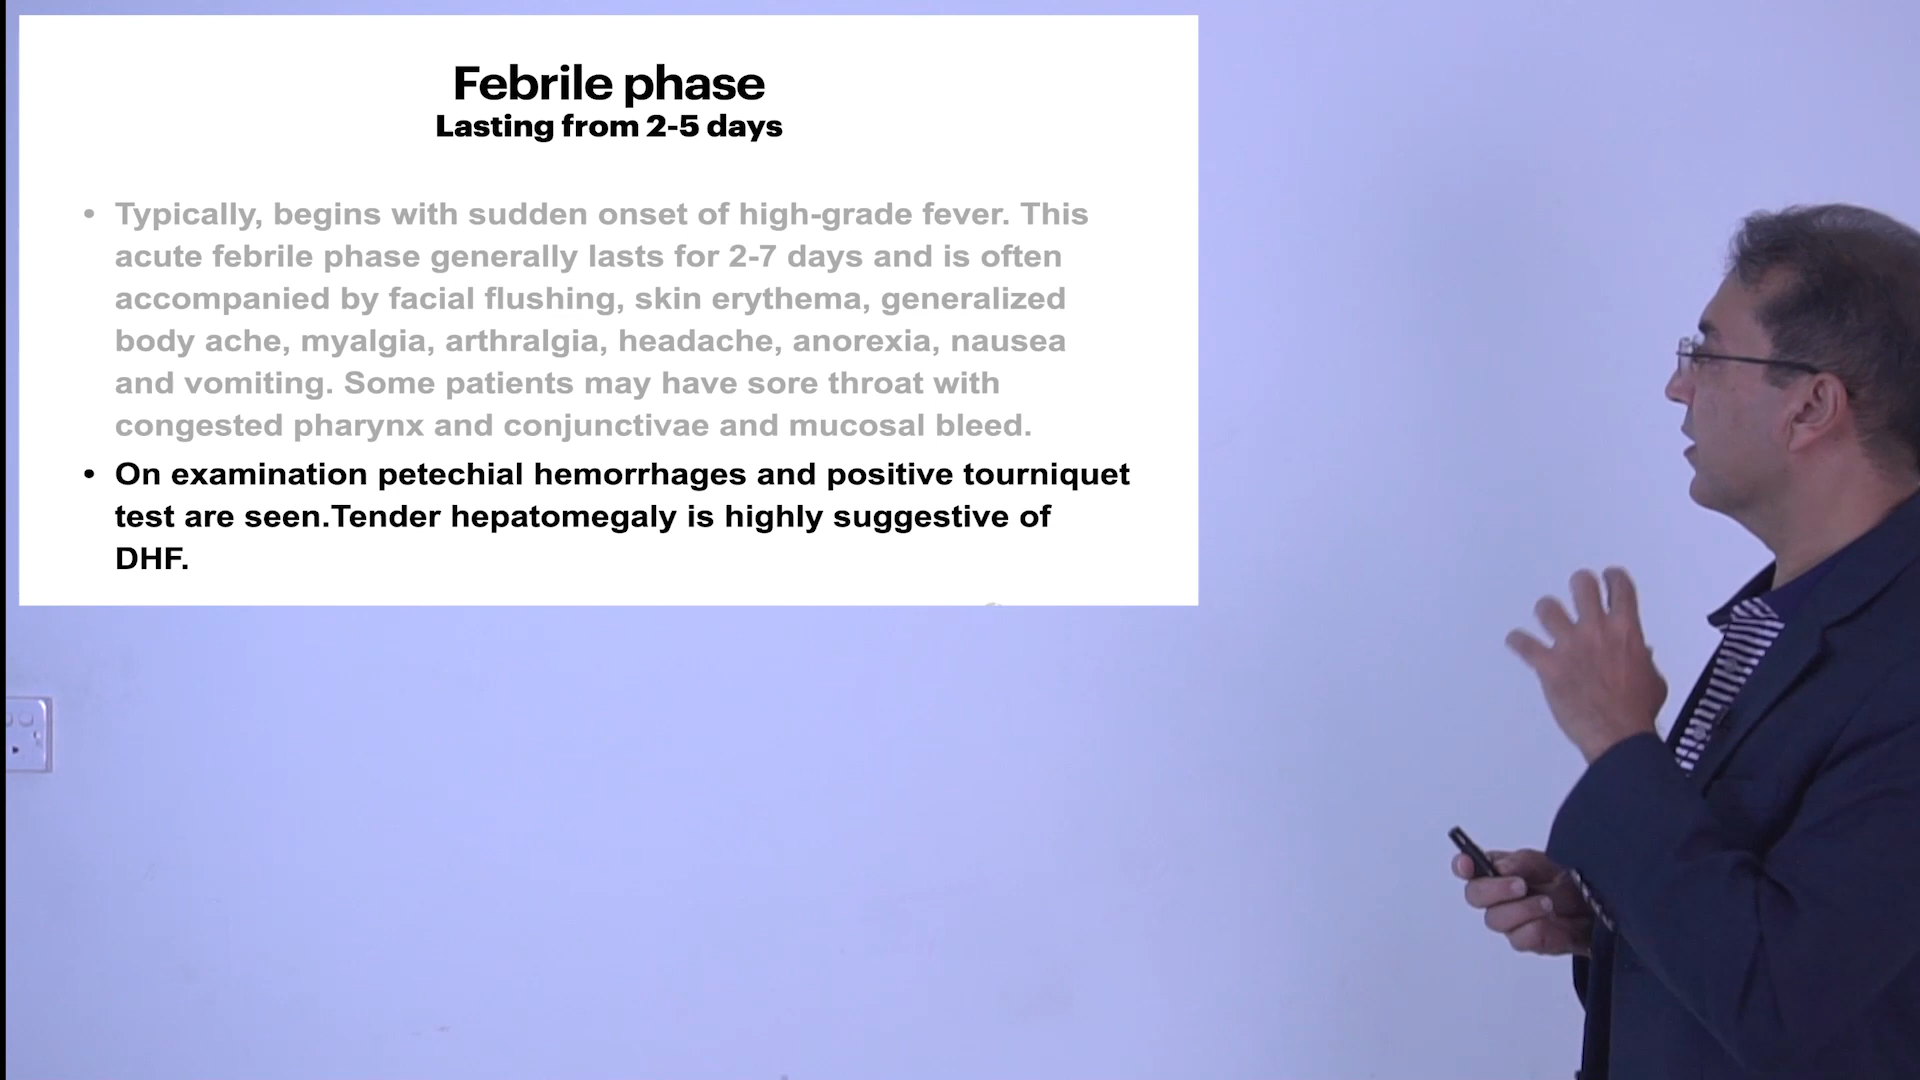 Febrile phase
Lasting from 2-5 days
• Typically, begins with sudden onset of high-grade fever. This
acute febrile phase generally lasts for 2-7 days and is often
accompanied by facial flushing, skin erythema, generalized
body ache, myalgia, arthralgia, headache, anorexia, nausea
and vomiting. Some patients may have sore throat with
congested pharynx and conjunctivae and mucosal bleed.
• On examination petechial hemorrhages and positive tourniquet
test are seen.Tender hepatomegaly is highly suggestive of
DHF.